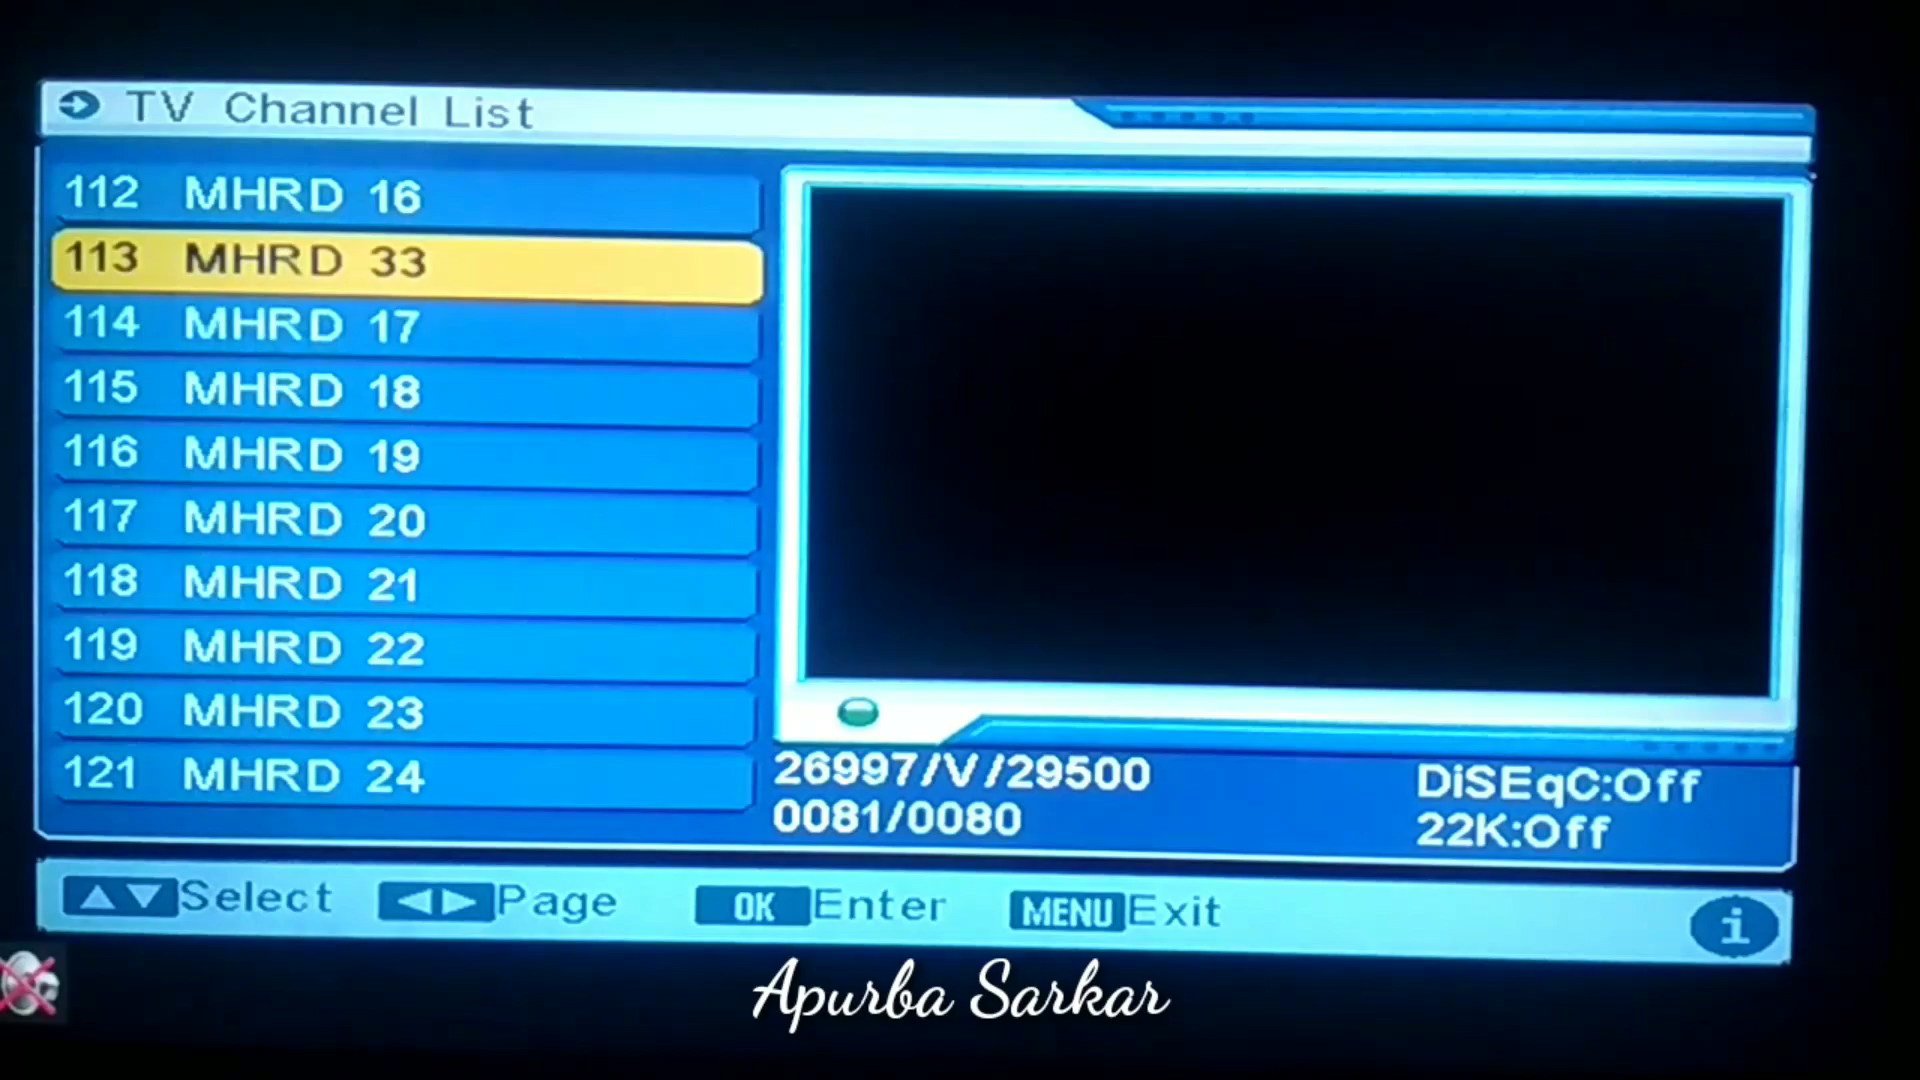 TV Channel List
112 MHRD 16
113 MHRD 33
114 MHRD 17
115 MHRD 18
116 MHRD 19
117 MHRD 20
118 MHRD 21
119 MHRD 22
120 MHRD 23
121 MHRD 24
26997/V/29500
0081/0080
DiSEqC:Off
22K:Off
Select Page OK Enter MENU Exit i
Apurba Sarkar